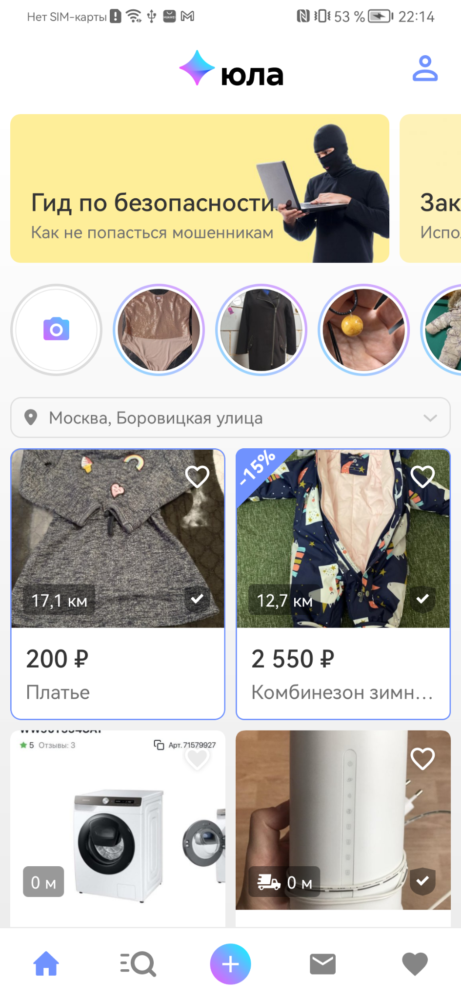 Нет SIM-карты
HUAWEI
53 %
22:14
юла
Гид по безопасности
Как не попасться мошенникам
Зак
Испо
Москва, Боровицкая улица
-15%
17,1 км
12,7 км
200 ₽
2 550 ₽
Платье
Комбинезон зимн...
5 Отзывы: 3
Арт. 71579927
0 м
0 м